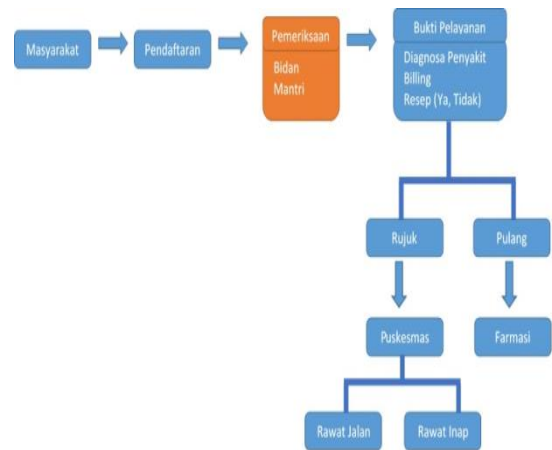 Masyarakat
Pendaftaran
Pemeriksaan
Bidan
Mantri
Bukti Pelayanan
Diagnosa Penyakit
Billing
Resep (Ya, Tidak)
Rujuk
Pulang
Puskesmas
Farmasi
Rawat Jalan
Rawat Inap